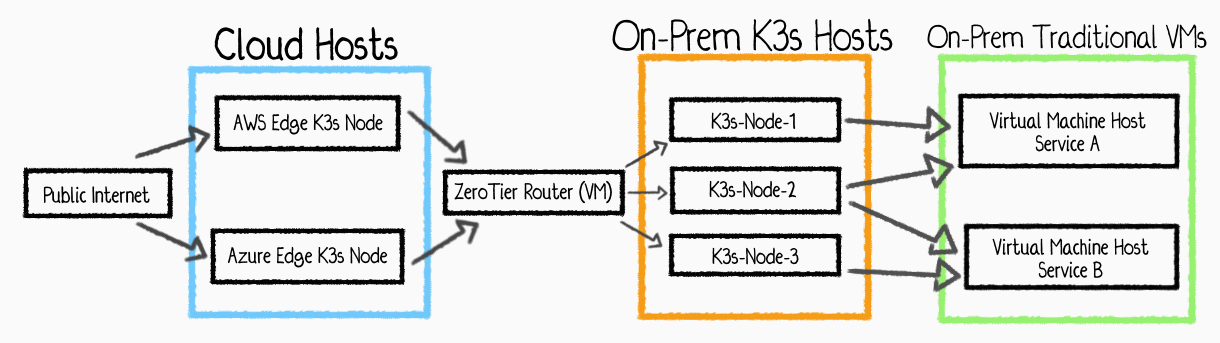 Cloud Hosts
On-Prem K3s Hosts
On-Prem Traditional VMs
AWS Edge K3s Node
K3s-Node-1
Virtual Machine Host
Service A
Public Internet
ZeroTier Router (VM)
K3s-Node-2
Azure Edge K3s Node
K3s-Node-3
Virtual Machine Host
Service B